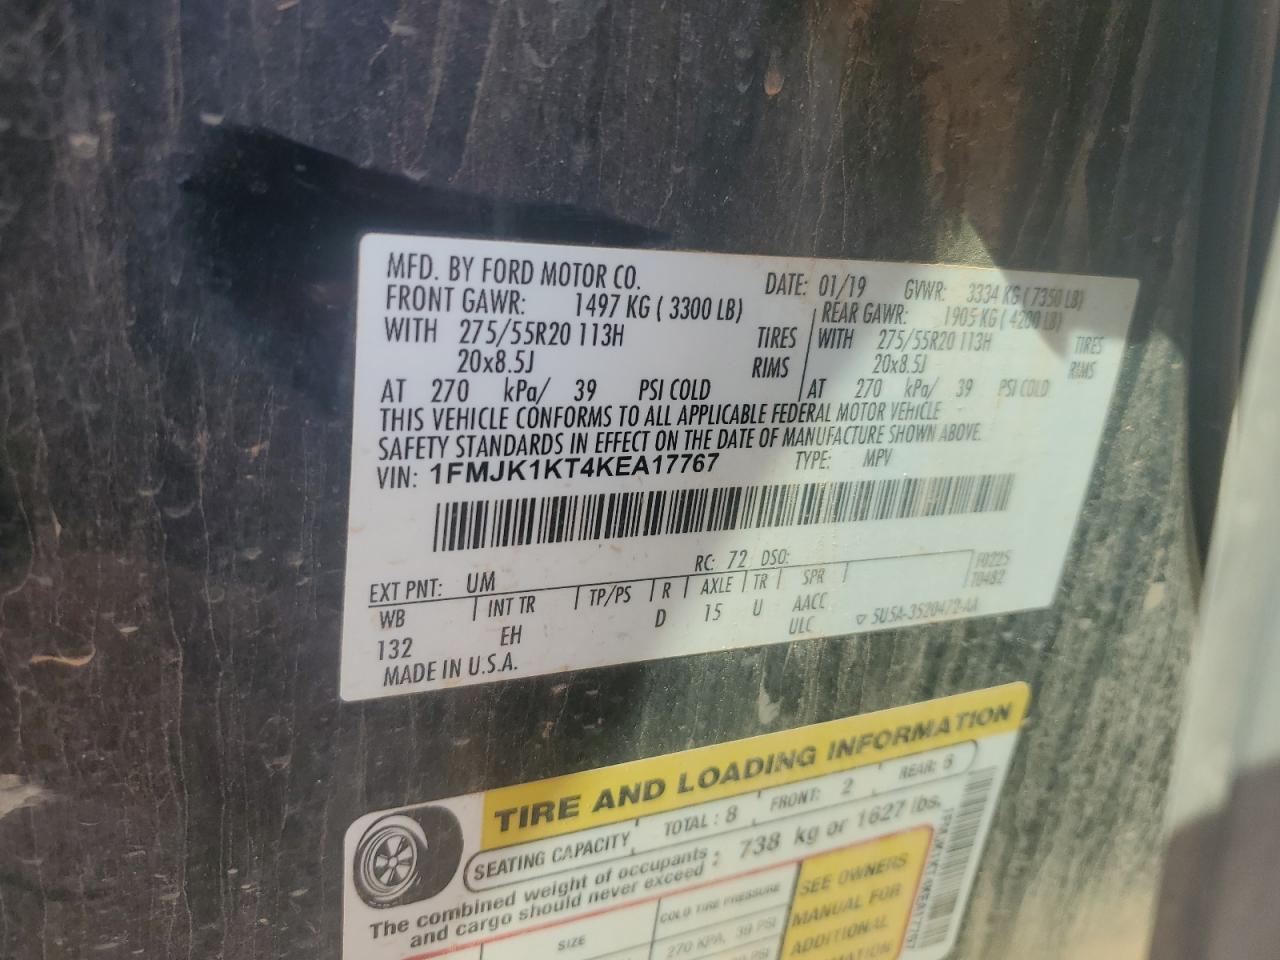 MFD. BY FORD MOTOR CO. DATE: 01/19 GVWR: 3334 KG ( 7350 LB)
FRONT GAWR: 1497 KG ( 3300 LB) REAR GAWR: 1905 KG ( 4200 LB)
WITH 275/55R20 113H TIRES WITH 275/55R20 113H TIRES
20x8.5J RIMS 20x8.5J RIMS
AT 270 kPa/ 39 PSI COLD AT 270 kPa/ 39 PSI COLD
THIS VEHICLE CONFORMS TO ALL APPLICABLE FEDERAL MOTOR VEHICLE
SAFETY STANDARDS IN EFFECT ON THE DATE OF MANUFACTURE SHOWN ABOVE.
VIN: 1FMJK1KT4KEA17767 TYPE: MPV
EXT PNT: UM RC: 72 DSO:
WB INT TR TP/PS R AXLE TR SPR F0225
T0482
132 EH D 15 U AACC
ULC ▽ 5U5A-3520472-AA
MADE IN U.S.A.
TIRE AND LOADING INFORMATION
SEATING CAPACITY TOTAL : 8 FRONT: 2 REAR: 6
The combined weight of occupants
and cargo should never exceed : 738 kg or 1627 lbs.
SIZE COLD TIRE PRESSURE
270 KPA, 39 PSI
SEE OWNERS
MANUAL FOR
ADDITIONAL